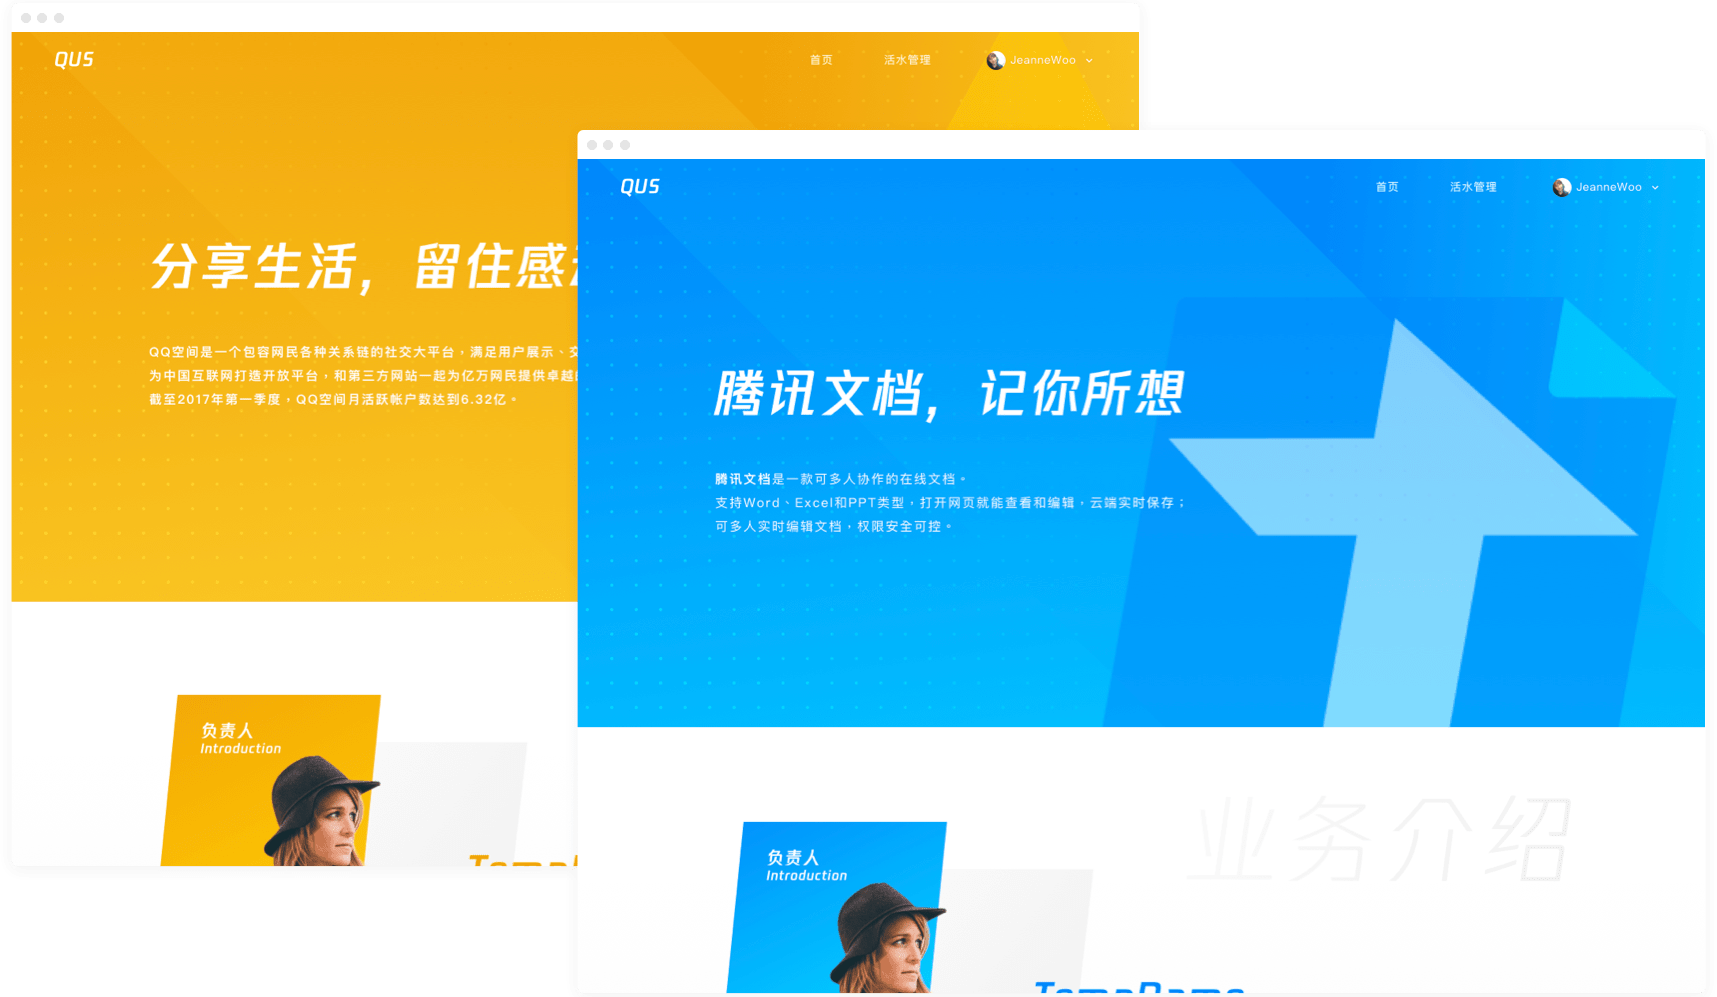 QUS
首页
活水管理
JeanneWoo
分享生活，留住感
QQ空间是一个包容网民各种关系链的社交大平台，满足用户展示、交
为中国互联网打造开放平台，和第三方网站一起为亿万网民提供卓越
截至2017年第一季度，QQ空间月活跃帐户数达到6.32亿。
负责人
Introduction
QUS
首页
活水管理
JeanneWoo
腾讯文档，记你所想
腾讯文档是一款可多人协作的在线文档。
支持Word、Excel和PPT类型，打开网页就能查看和编辑，云端实时保存；
可多人实时编辑文档，权限安全可控。
业务介绍
负责人
Introduction